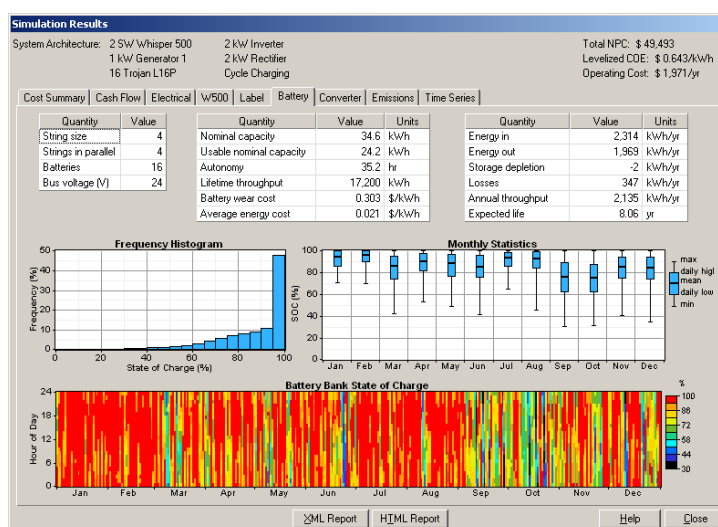 Simulation Results
System Architecture: 2 SW Whisper 500 2 kW Inverter Total NPC: $ 49,493
1 kW Generator 1 2 kW Rectifier Levelized COE: $ 0.643/kWh
16 Trojan L16P Cycle Charging Operating Cost: $ 1,971/yr
Cost Summary Cash Flow Electrical W500 Label Battery Converter Emissions Time Series
Quantity Value Quantity Value Units Quantity Value Units
String size 4 Nominal capacity 34.6 kWh Energy in 2,314 kWh/yr
Strings in parallel 4 Usable nominal capacity 24.2 kWh Energy out 1,969 kWh/yr
Batteries 16 Autonomy 35.2 hr Storage depletion -2 kWh/yr
Bus voltage (V) 24 Lifetime throughput 17,200 kWh Losses 347 kWh/yr
Battery wear cost 0.303 $/kWh Annual throughput 2,135 kWh/yr
Average energy cost 0.021 $/kWh Expected life 8.06 yr
Frequency Histogram
Frequency (%)
50
40
30
20
10
0
0 20 40 60 80 100
State of Charge (%)
Monthly Statistics
SOC (%)
100
80
60
40
20
0
Jan Feb Mar Apr May Jun Jul Aug Sep Oct Nov Dec
max
daily high
mean
daily low
min
Battery Bank State of Charge
Hour of Day
24
18
12
6
0
Jan Feb Mar Apr May Jun Jul Aug Sep Oct Nov Dec
%
100
86
72
58
44
30
XML Report HTML Report Help Close